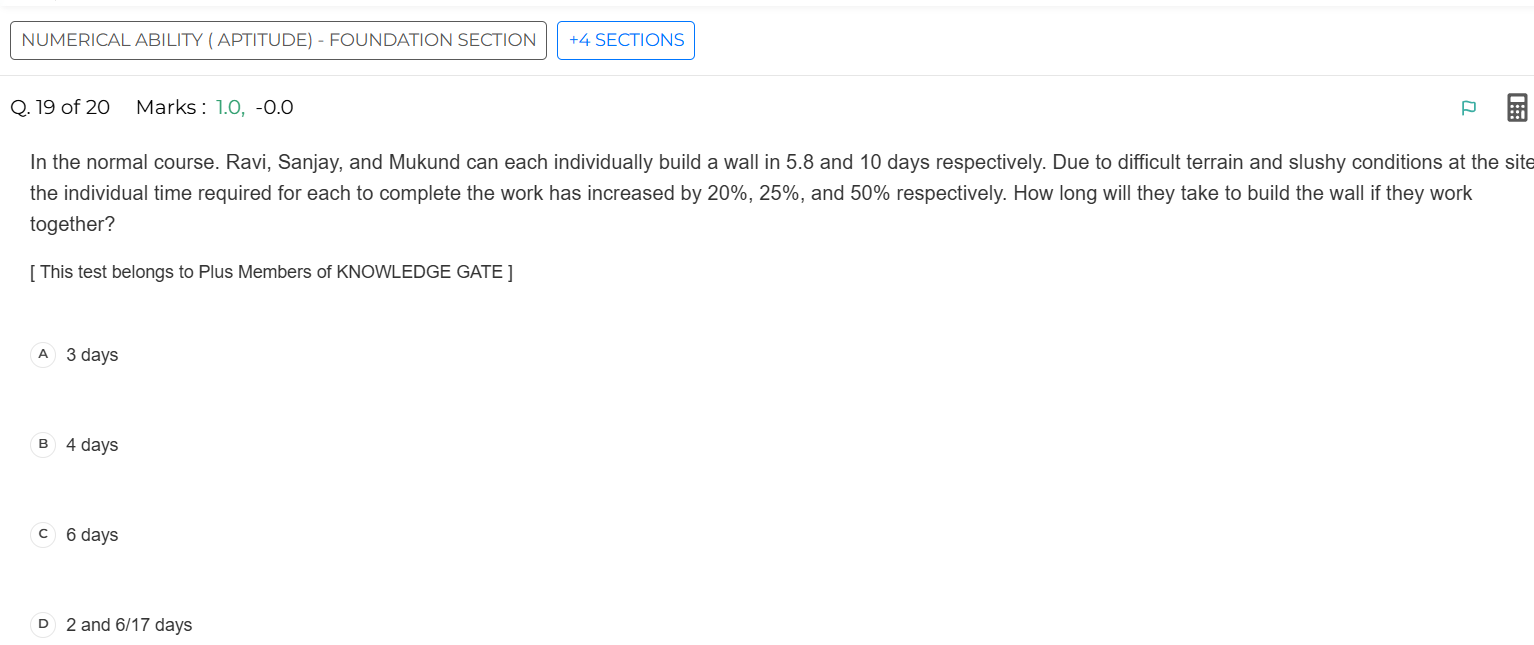 NUMERICAL ABILITY ( APTITUDE) - FOUNDATION SECTION +4 SECTIONS
Q. 19 of 20 Marks : 1.0, -0.0
In the normal course. Ravi, Sanjay, and Mukund can each individually build a wall in 5.8 and 10 days respectively. Due to difficult terrain and slushy conditions at the site
the individual time required for each to complete the work has increased by 20%, 25%, and 50% respectively. How long will they take to build the wall if they work
together?
[ This test belongs to Plus Members of KNOWLEDGE GATE ]
A 3 days
B 4 days
C 6 days
D 2 and 6/17 days